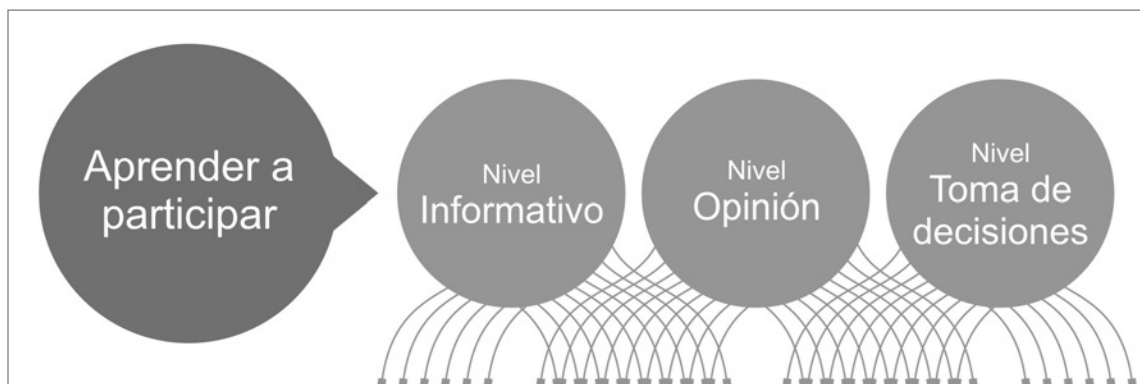 Aprender a
participar
Nivel
Informativo
Nivel
Opinión
Nivel
Toma de
decisiones